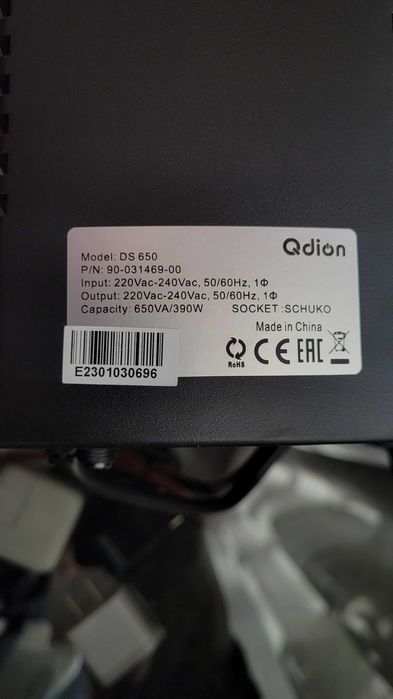 Qdion
Model: DS 650
P/N: 90-031469-00
Input: 220Vac-240Vac, 50/60Hz, 1Φ
Output: 220Vac-240Vac, 50/60Hz, 1Φ
Capacity: 650VA/390W SOCKET :SCHUKO
Made in China
RoHS CE EAC
E2301030696